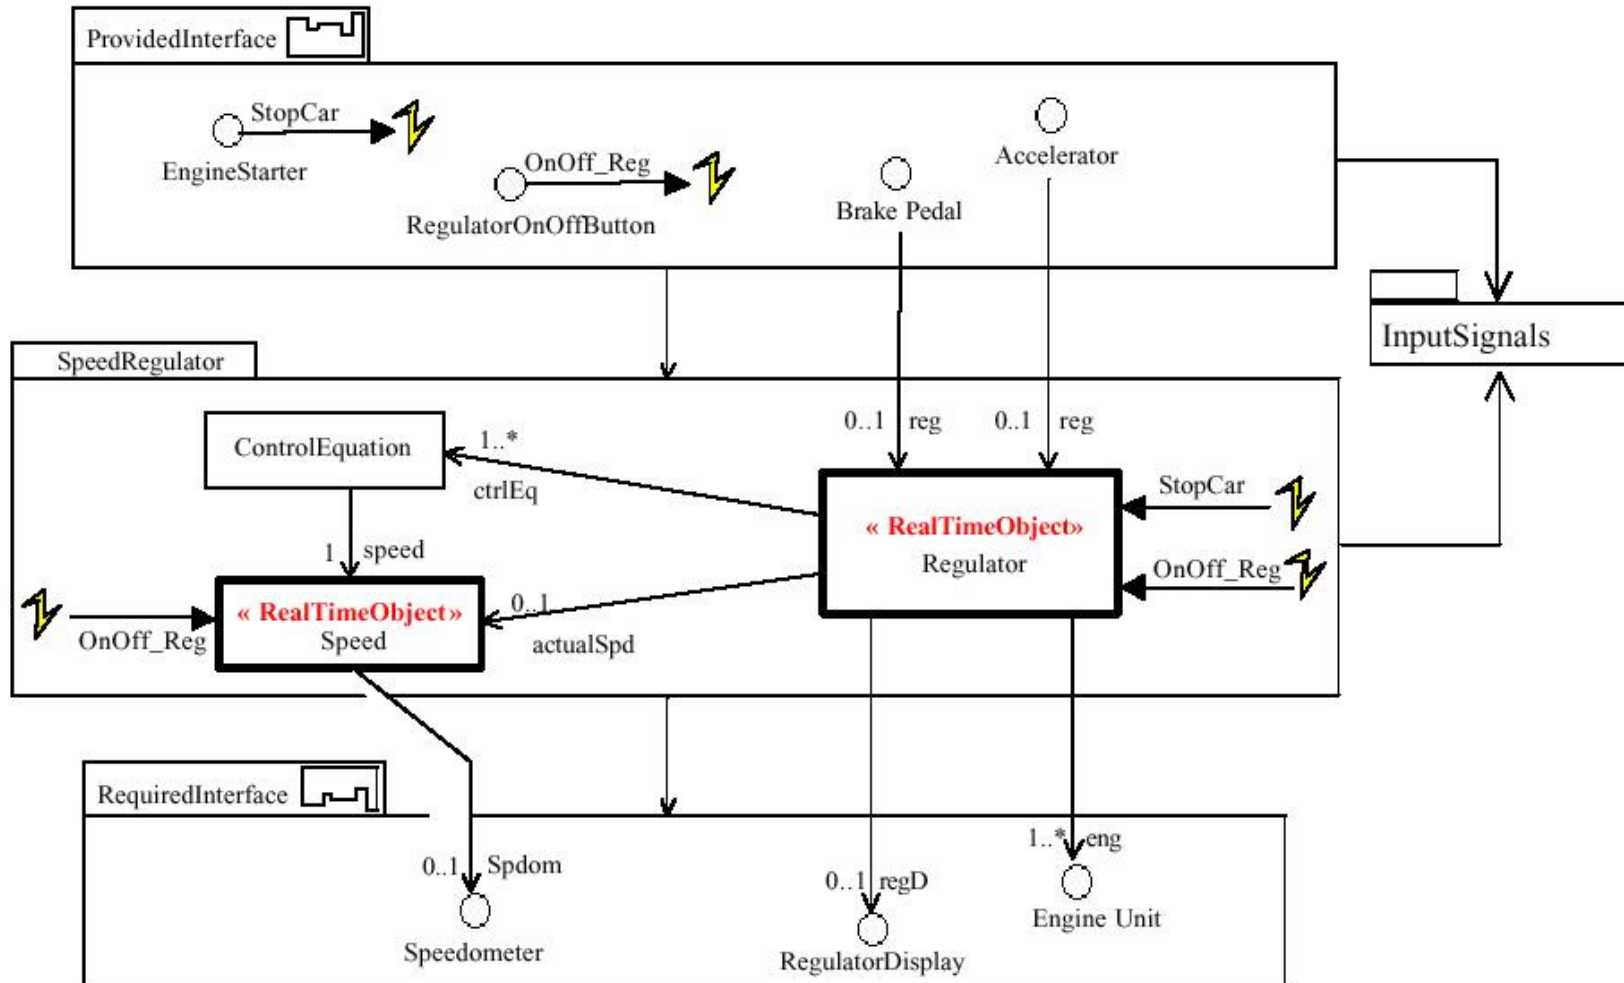 ProvidedInterface
StopCar
EngineStarter
OnOff_Reg
RegulatorOnOffButton
Brake Pedal
Accelerator
InputSignals
SpeedRegulator
ControlEquation
1..*
ctrlEq
0..1 reg
0..1 reg
« RealTimeObject»
Regulator
StopCar
OnOff_Reg
1 speed
« RealTimeObject»
Speed
OnOff_Reg
0..1
actualSpd
RequiredInterface
0..1 Spdom
Speedometer
0..1 regD
RegulatorDisplay
1..* eng
Engine Unit